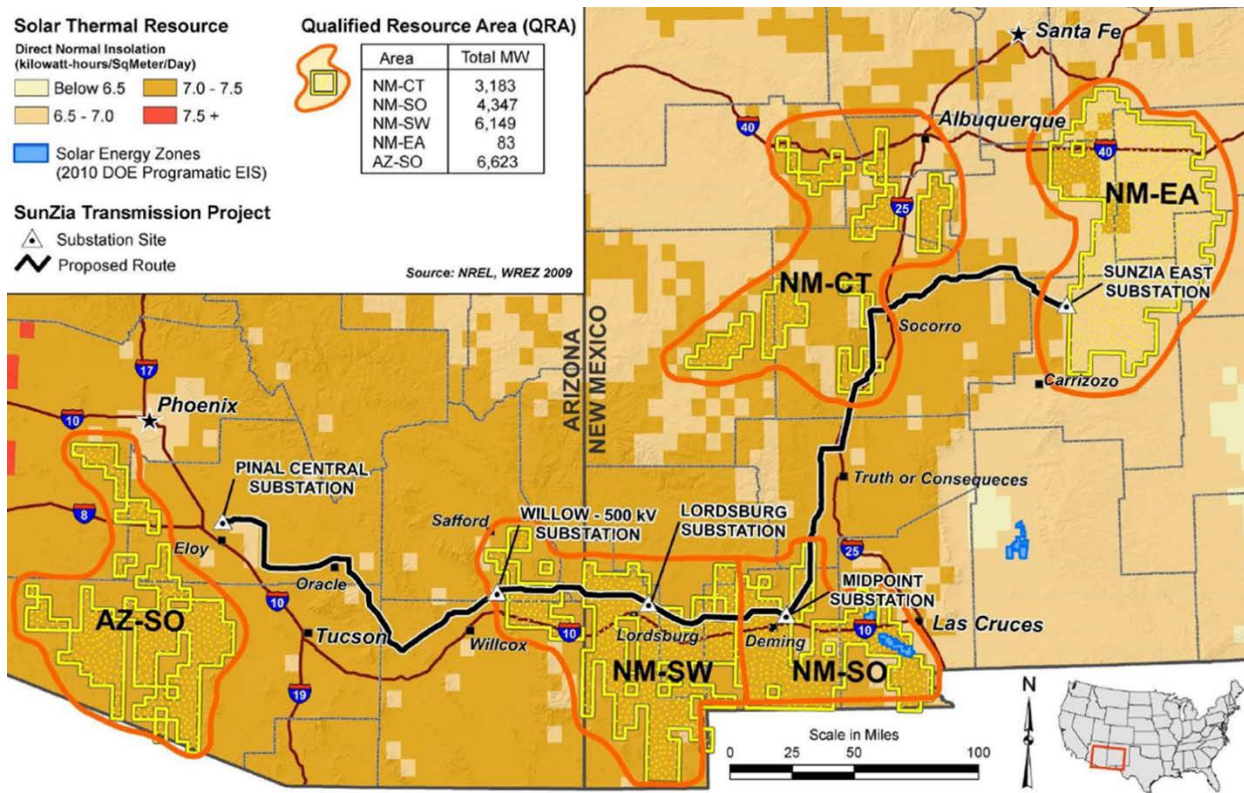 Solar Thermal Resource
Direct Normal Insolation
(kilowatt-hours/SqMeter/Day)
Below 6.5
7.0 - 7.5
6.5 - 7.0
7.5 +
Solar Energy Zones
(2010 DOE Programatic EIS)
SunZia Transmission Project
Substation Site
Proposed Route
Qualified Resource Area (QRA)
Area Total MW
NM-CT 3,183
NM-SO 4,347
NM-SW 6,149
NM-EA 83
AZ-SO 6,623
Source: NREL, WREZ 2009
Santa Fe
40
Albuquerque
40
NM-EA
25
NM-CT
SUNZIA EAST
SUBSTATION
Socorro
Carrizozo
ARIZONA
NEW MEXICO
17
10
Phoenix
PINAL CENTRAL
SUBSTATION
8
Eloy
Oracle
AZ-SO
10
Tucson
19
Safford
WILLOW - 500 kV
SUBSTATION
LORDSBURG
SUBSTATION
Truth or Consequeces
25
MIDPOINT
SUBSTATION
Willcox
10
Lordsburg
Deming
10
Las Cruces
NM-SW
NM-SO
N
Scale in Miles
0 25 50 100